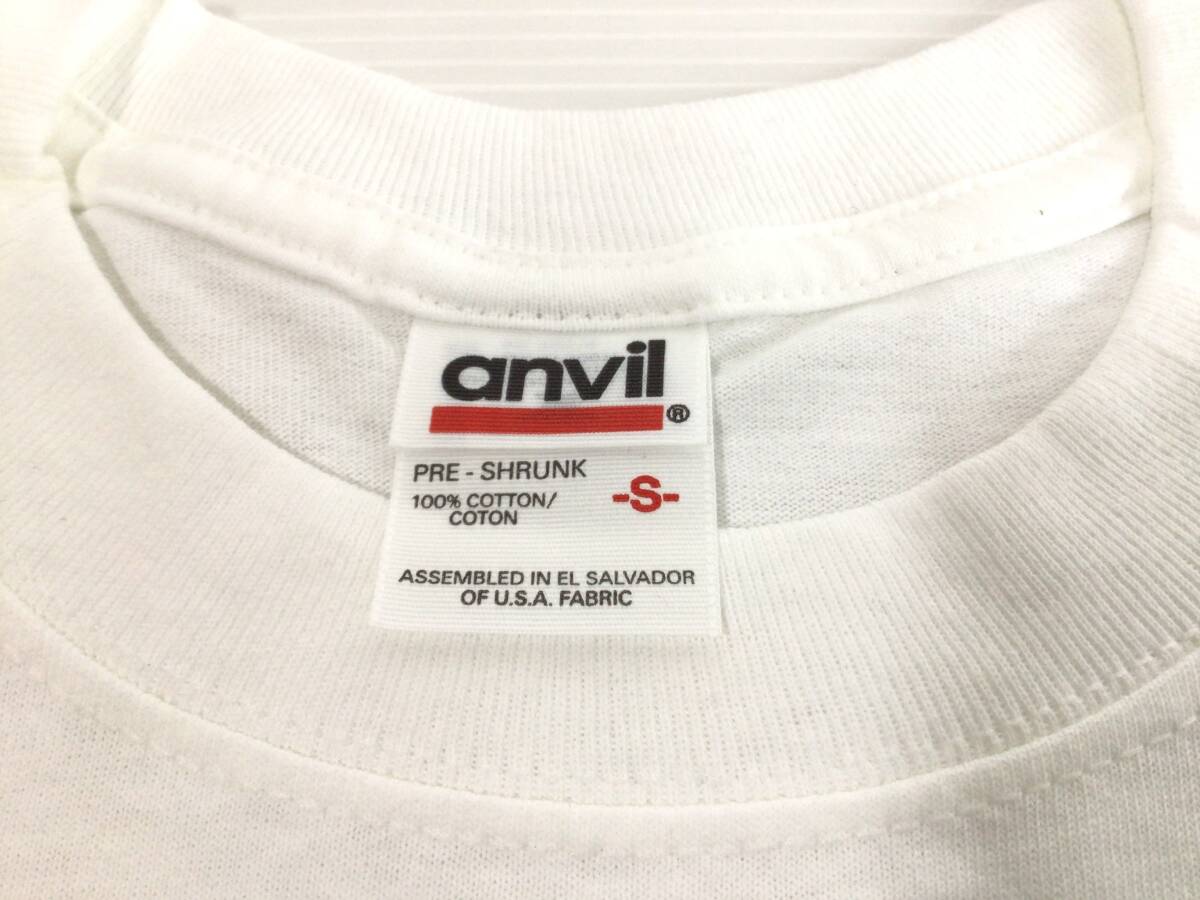 anvil®
PRE - SHRUNK
100% COTTON/
COTON
-S-
ASSEMBLED IN EL SALVADOR
OF U.S.A. FABRIC